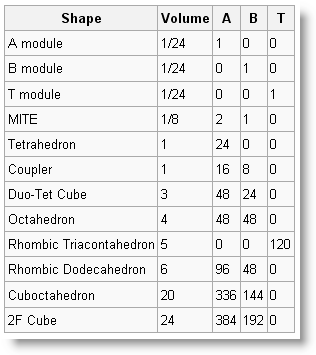 Shape Volume A B T
A module 1/24 1 0 0
B module 1/24 0 1 0
T module 1/24 0 0 1
MITE 1/8 2 1 0
Tetrahedron 1 24 0 0
Coupler 1 16 8 0
Duo-Tet Cube 3 48 24 0
Octahedron 4 48 48 0
Rhombic Triacontahedron 5 0 0 120
Rhombic Dodecahedron 6 96 48 0
Cuboctahedron 20 336 144 0
2F Cube 24 384 192 0